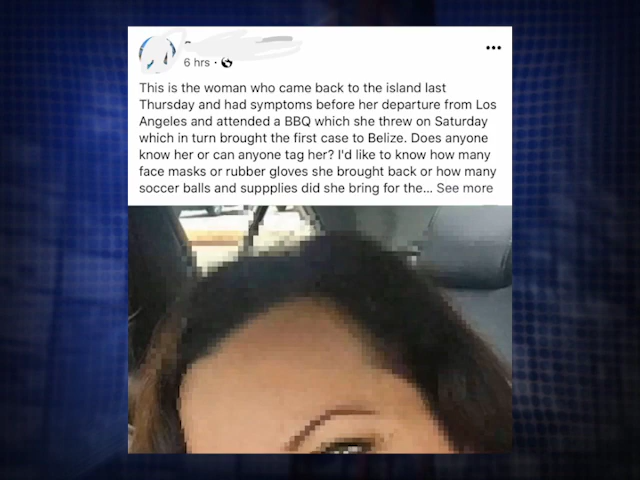 6 hrs ·
This is the woman who came back to the island last
Thursday and had symptoms before her departure from Los
Angeles and attended a BBQ which she threw on Saturday
which in turn brought the first case to Belize. Does anyone
know her or can anyone tag her? I'd like to know how many
face masks or rubber gloves she brought back or how many
soccer balls and suppplies did she bring for the... See more